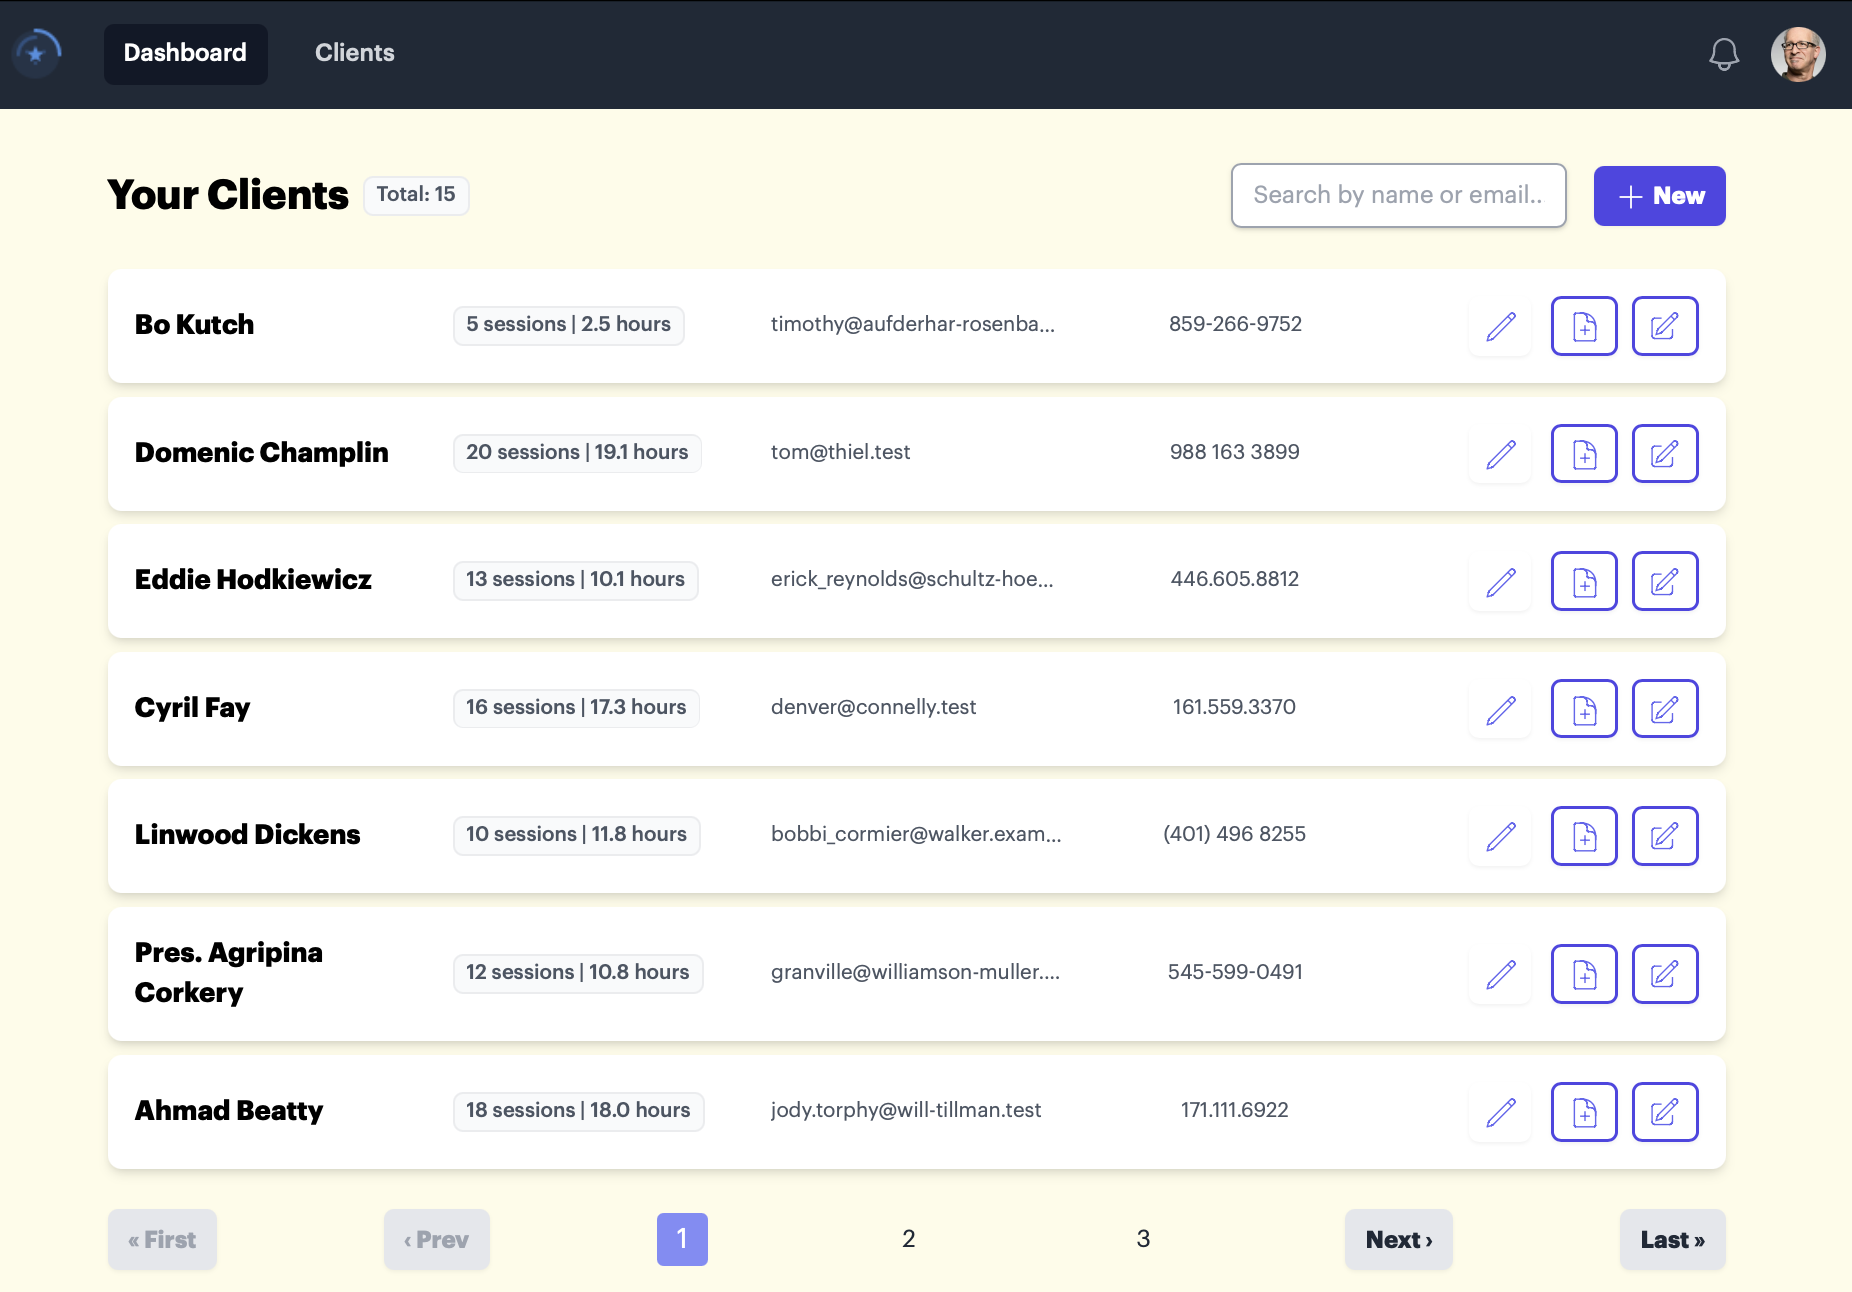 Dashboard
Clients
Your Clients
Total: 15
Search by name or email..
New
Bo Kutch
5 sessions | 2.5 hours
timothy@aufderhar-rosenba...
859-266-9752
Domenic Champlin
20 sessions | 19.1 hours
tom@thiel.test
988 163 3899
Eddie Hodkiewicz
13 sessions | 10.1 hours
erick_reynolds@schultz-hoe...
446.605.8812
Cyril Fay
16 sessions | 17.3 hours
denver@connelly.test
161.559.3370
Linwood Dickens
10 sessions | 11.8 hours
bobbi_cormier@walker.exam...
(401) 496 8255
Pres. Agripina
Corkery
12 sessions | 10.8 hours
granville@williamson-muller....
545-599-0491
Ahmad Beatty
18 sessions | 18.0 hours
jody.torphy@will-tillman.test
171.111.6922
« First
‹ Prev
1
2
3
Next ›
Last »